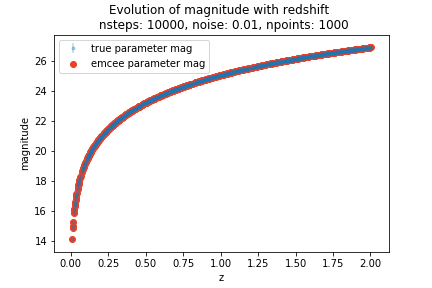 Evolution of magnitude with redshift
nsteps: 10000, noise: 0.01, npoints: 1000
true parameter mag
emcee parameter mag
magnitude
26
24
22
20
18
16
14
0.00 0.25 0.50 0.75 1.00 1.25 1.50 1.75 2.00
z